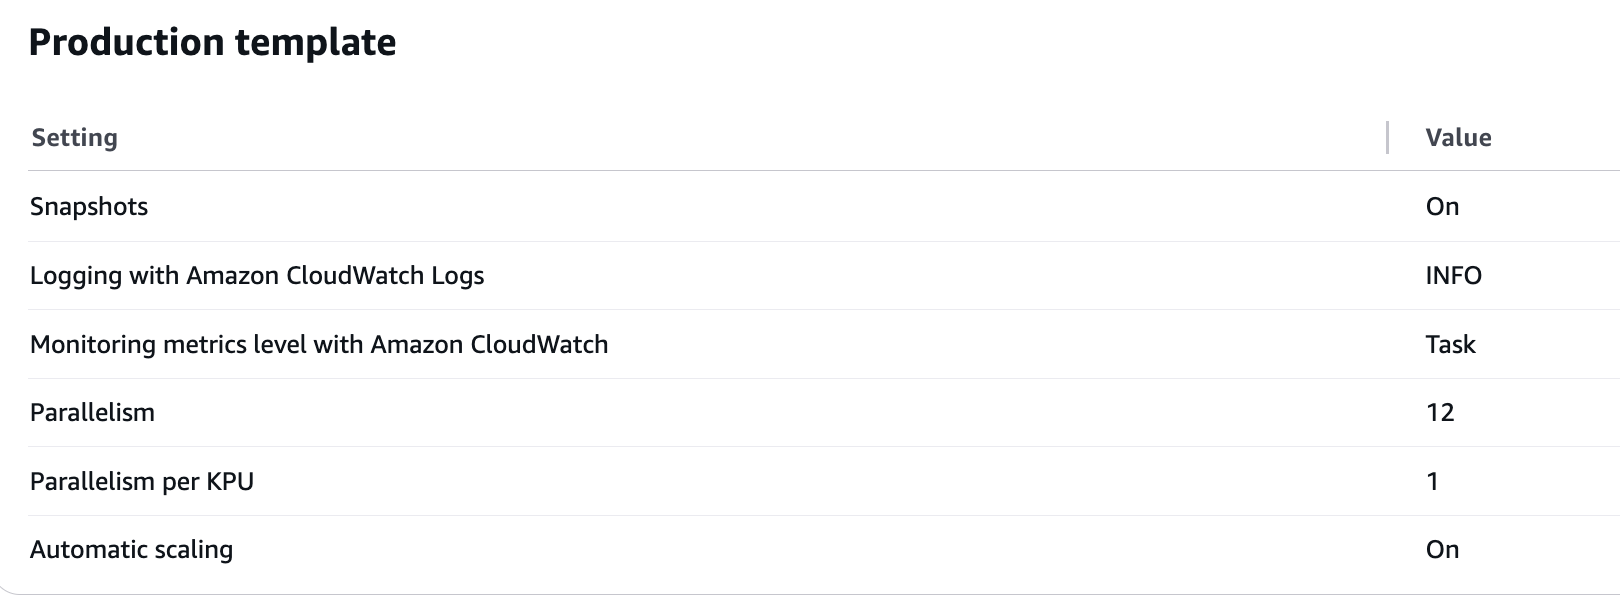 Production template
Setting Value
Snapshots On
Logging with Amazon CloudWatch Logs INFO
Monitoring metrics level with Amazon CloudWatch Task
Parallelism 12
Parallelism per KPU 1
Automatic scaling On